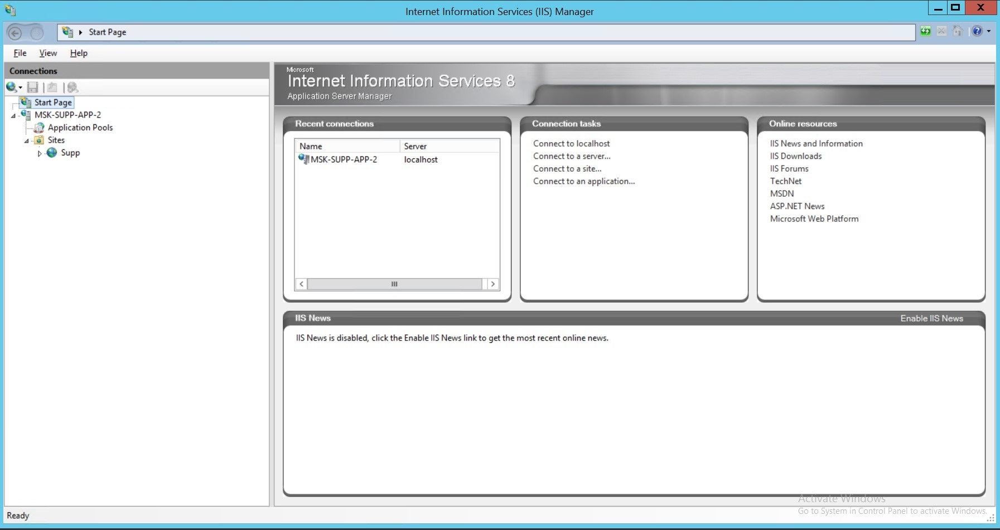 Internet Information Services (IIS) Manager
Start Page
File View Help
Connections
Start Page
MSK-SUPP-APP-2
Application Pools
Sites
Supp
Microsoft
Internet Information Services 8
Application Server Manager
Recent connections
Name Server
MSK-SUPP-APP-2 localhost
Connection tasks
Connect to localhost
Connect to a server...
Connect to a site...
Connect to an application...
Online resources
IIS News and Information
IIS Downloads
IIS Forums
TechNet
MSDN
ASP.NET News
Microsoft Web Platform
IIS News Enable IIS News
IIS News is disabled, click the Enable IIS News link to get the most recent online news.
Activate Windows
Go to System in Control Panel to activate Windows.
Ready